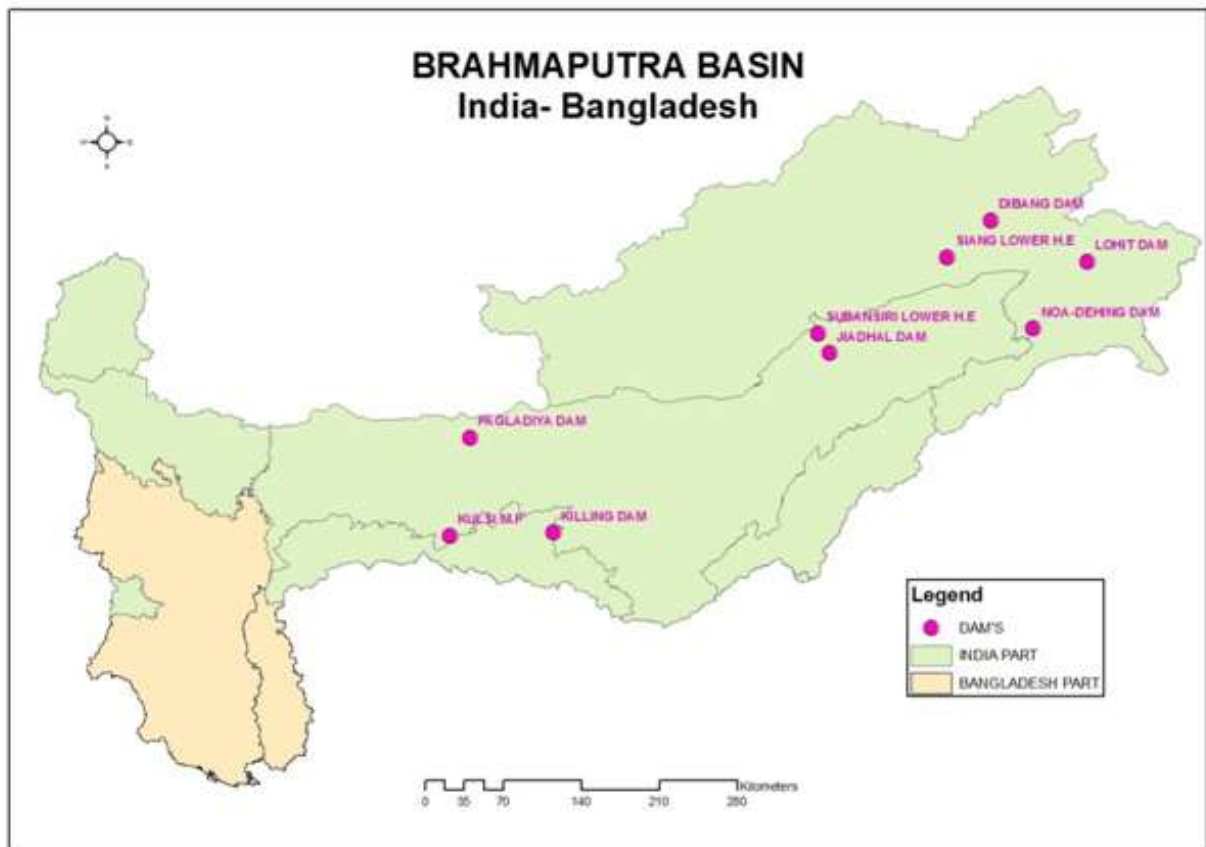 BRAHMAPUTRA BASIN
India- Bangladesh
DIBANG DAM
SIANG LOWER H.E
LOHIT DAM
SUBANSIRI LOWER H.E
NOA-DEHING DAM
JIADHAL DAM
PAGLADIYA DAM
KULSI M.P
KILLING DAM
Legend
DAM'S
INDIA PART
BANGLADESH PART
Kilometers
0 35 70 140 210 280